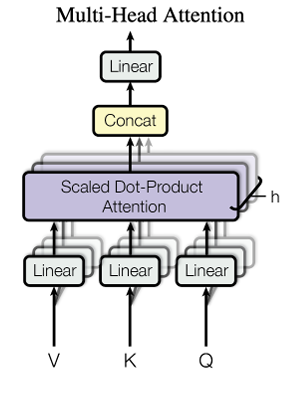 Multi-Head Attention
Linear
Concat
Scaled Dot-Product
Attention
h
Linear Linear Linear
V K Q